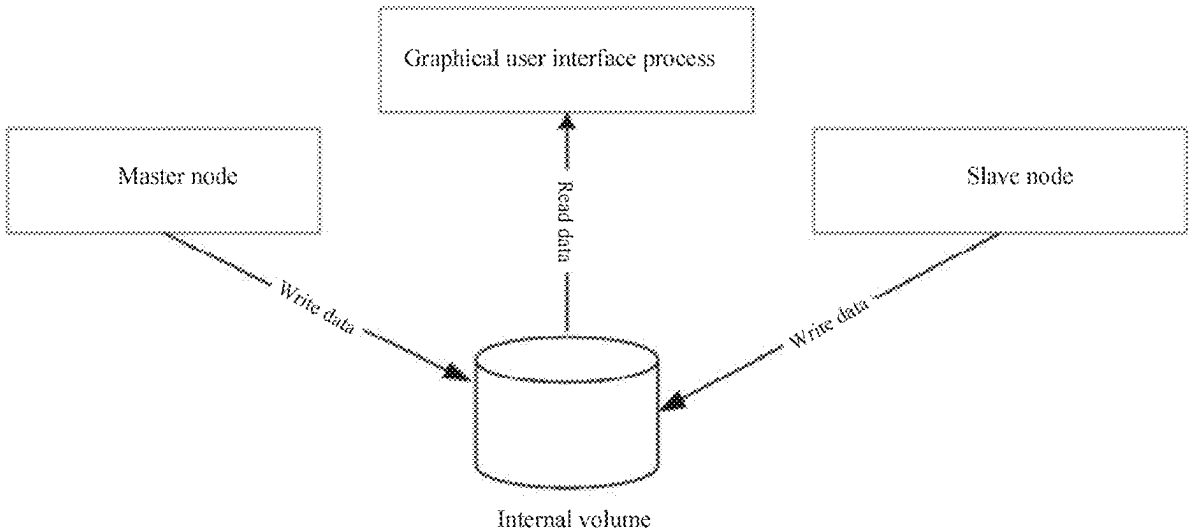 Graphical user interface process
Master node
Slave node
Read data
Write data
Write data
Internal volume